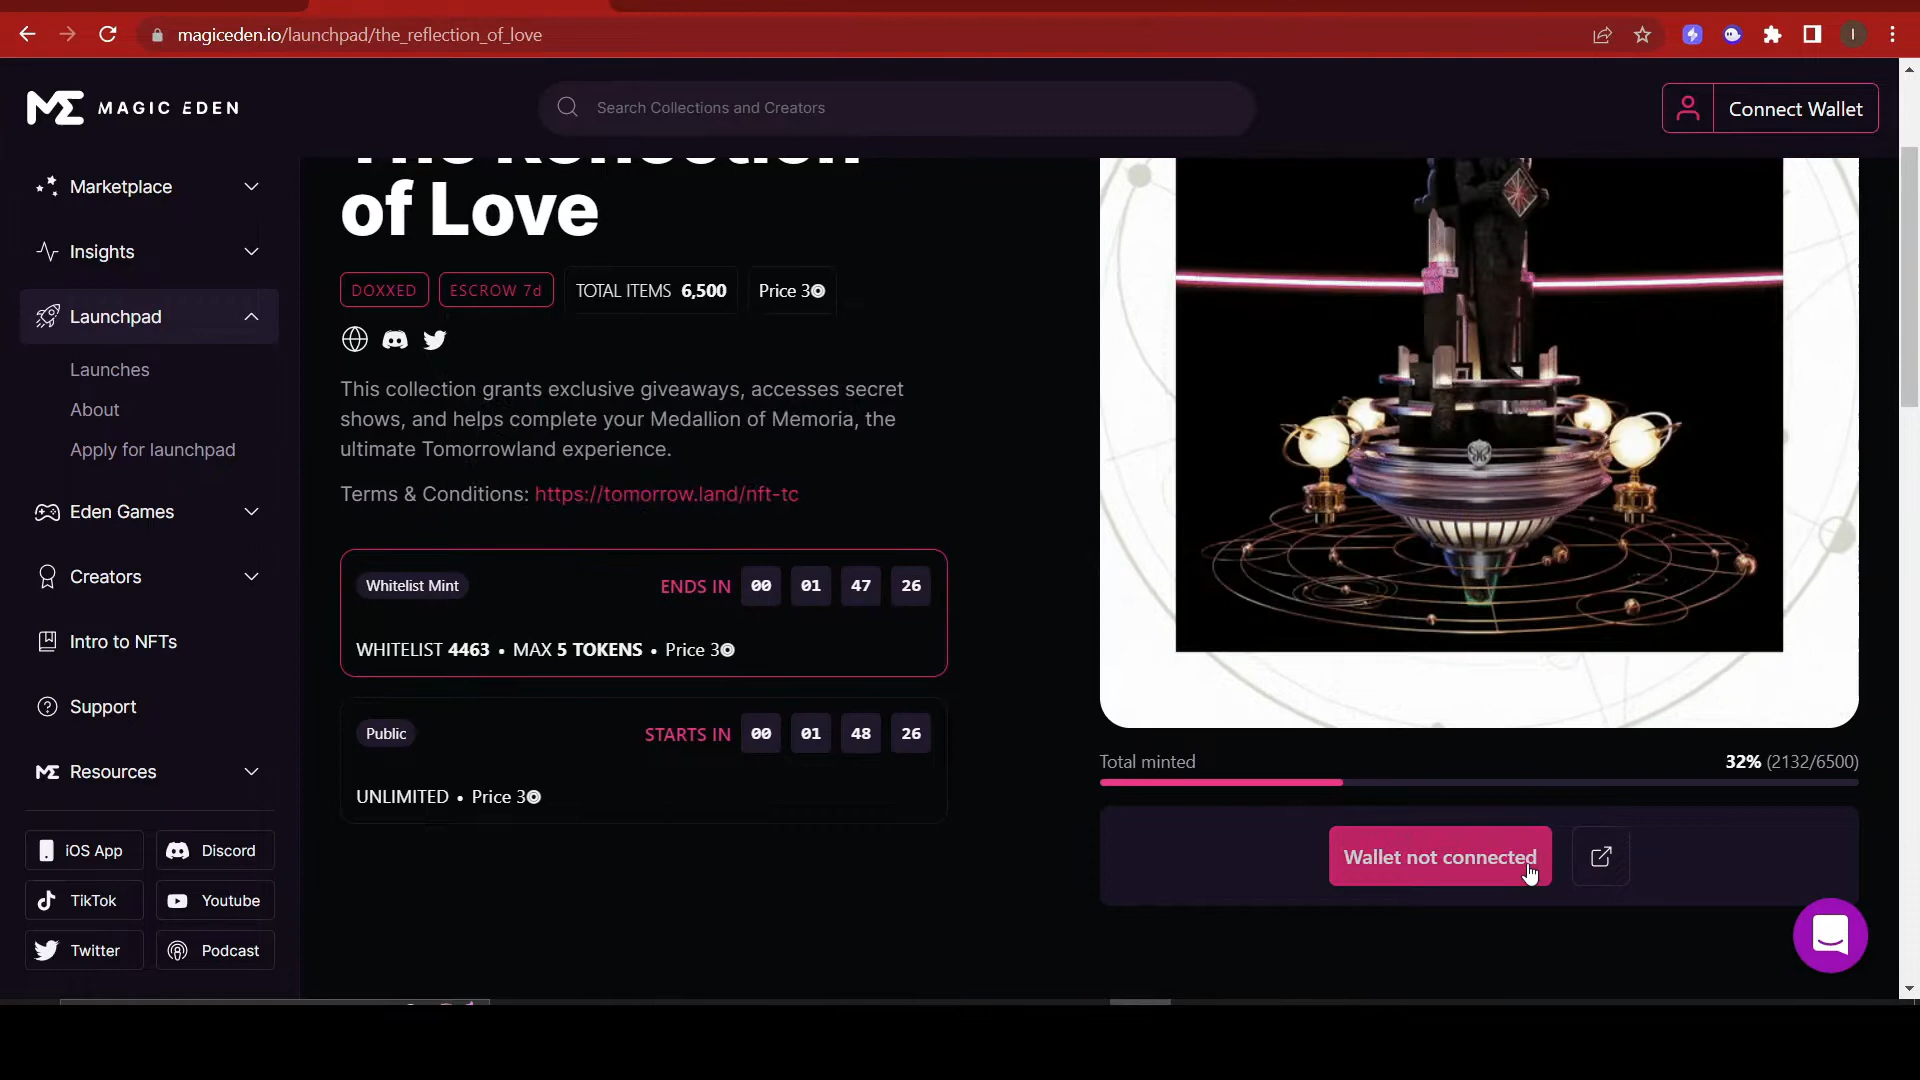 magiceden.io/launchpad/the_reflection_of_love
I
MAGIC EDEN
Search Collections and Creators
Connect Wallet
Marketplace
Insights
Launchpad
Launches
About
Apply for launchpad
Eden Games
Creators
Intro to NFTs
Support
Resources
iOS App
Discord
TikTok
Youtube
Twitter
Podcast
The Reflection
of Love
DOXXED
ESCROW 7d
TOTAL ITEMS 6,500
Price 3
This collection grants exclusive giveaways, accesses secret
shows, and helps complete your Medallion of Memoria, the
ultimate Tomorrowland experience.
Terms & Conditions: https://tomorrow.land/nft-tc
Whitelist Mint
ENDS IN 00 01 47 26
WHITELIST 4463 • MAX 5 TOKENS • Price 3
Public
STARTS IN 00 01 48 26
UNLIMITED • Price 3
Total minted
32% (2132/6500)
Wallet not connected